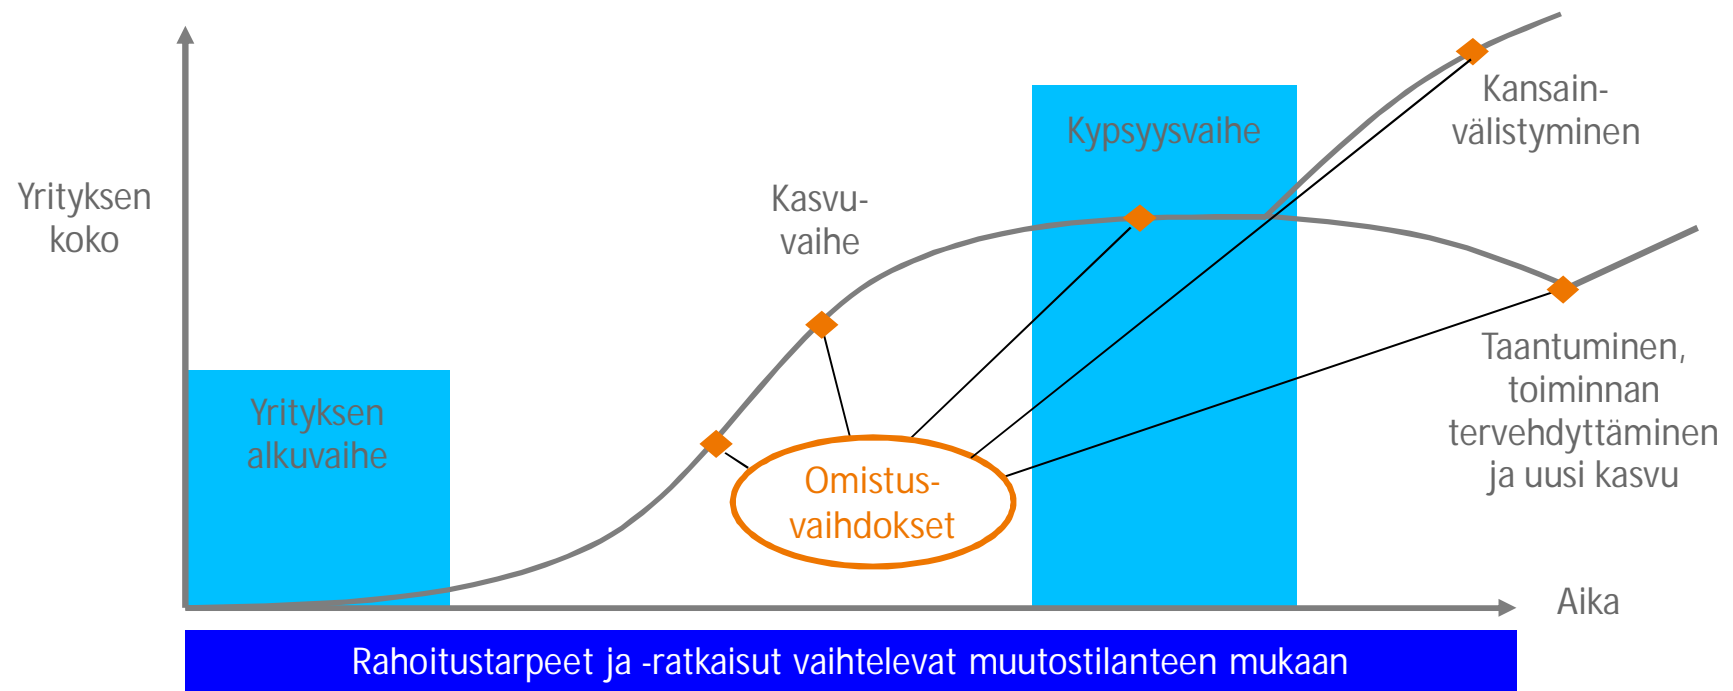 Yrityksen
koko
Yrityksen
alkuvaihe
Kasvu-
vaihe
Kypsyysvaihe
Kansain-
välistyminen
Taantuminen,
toiminnan
tervehdyttäminen
ja uusi kasvu
Omistus-
vaihdokset
Aika
Rahoitustarpeet ja -ratkaisut vaihtelevat muutostilanteen mukaan